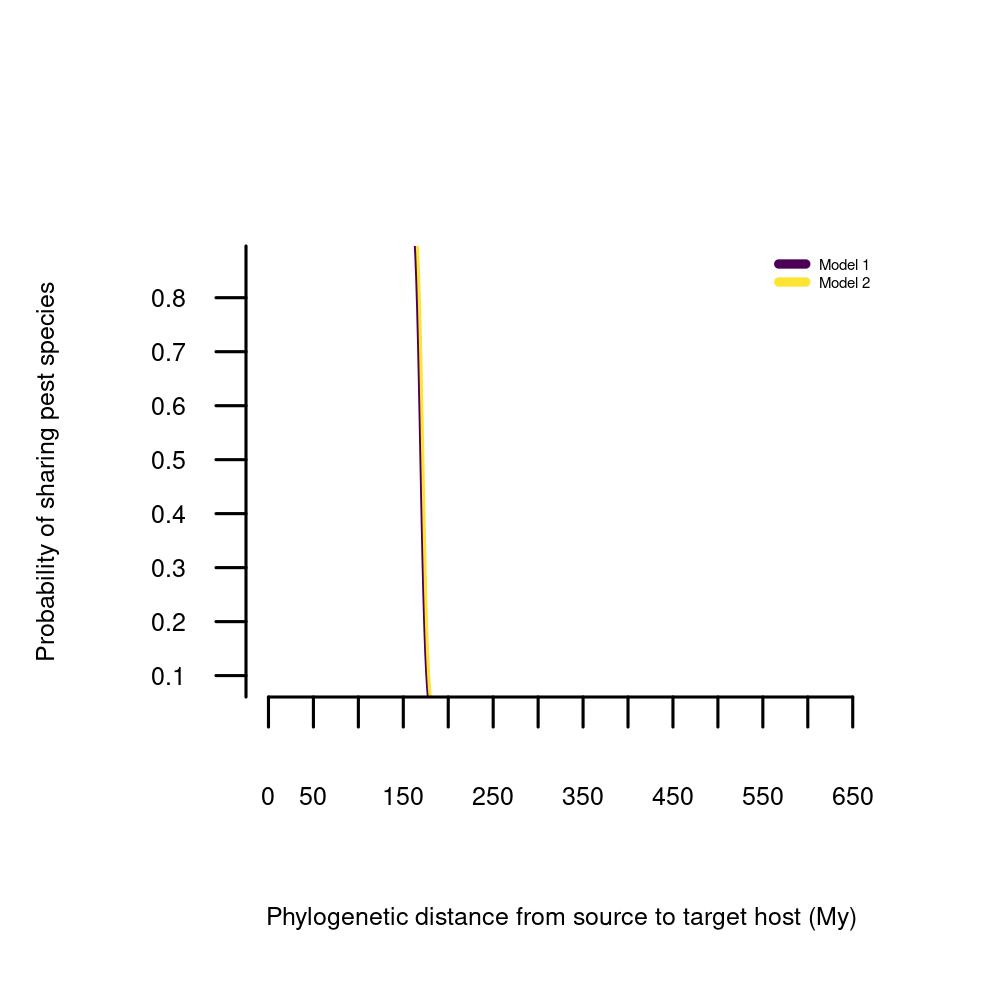 Model 1
Model 2
Probability of sharing pest species
0.8
0.7
0.6
0.5
0.4
0.3
0.2
0.1
0 50 150 250 350 450 550 650
Phylogenetic distance from source to target host (My)